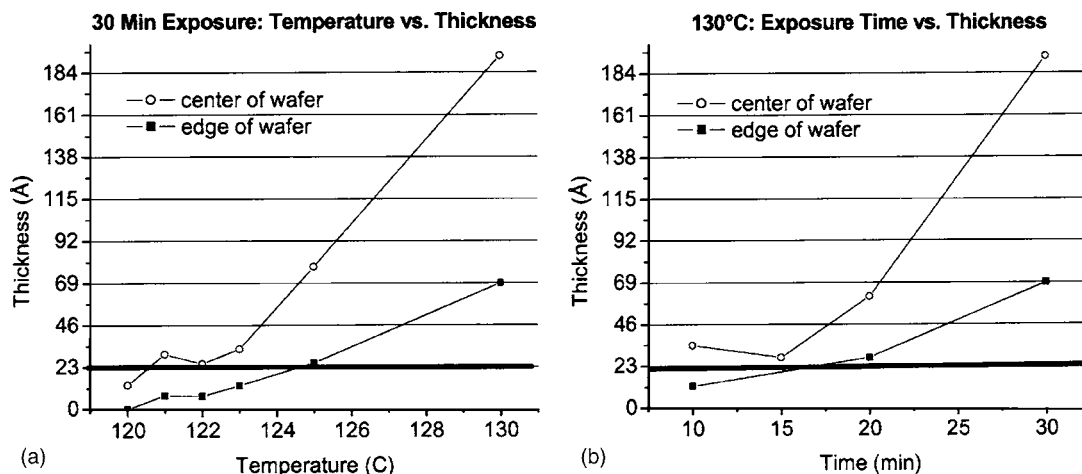 30 Min Exposure: Temperature vs. Thickness
184
161
138
115
92
69
46
23
0
Thickness (Å)
center of wafer
edge of wafer
120
122
124
126
128
130
Temperature (C)
(a)
130°C: Exposure Time vs. Thickness
184
161
138
115
92
69
46
23
0
Thickness (Å)
center of wafer
edge of wafer
10
15
20
25
30
Time (min)
(b)